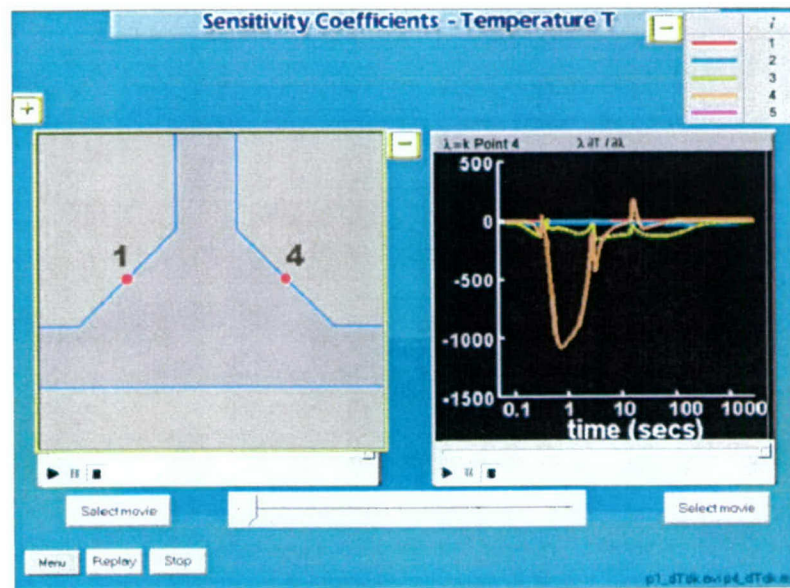 Sensitivity Coefficients - Temperature T
i
1
2
3
4
5
1
4
λ=k Point 4 λ ∂T / ∂λ
500
0
-500
-1000
-1500
0.1 1 10 100 1000
time (secs)
Select movie
Select movie
Menu
Replay
Stop